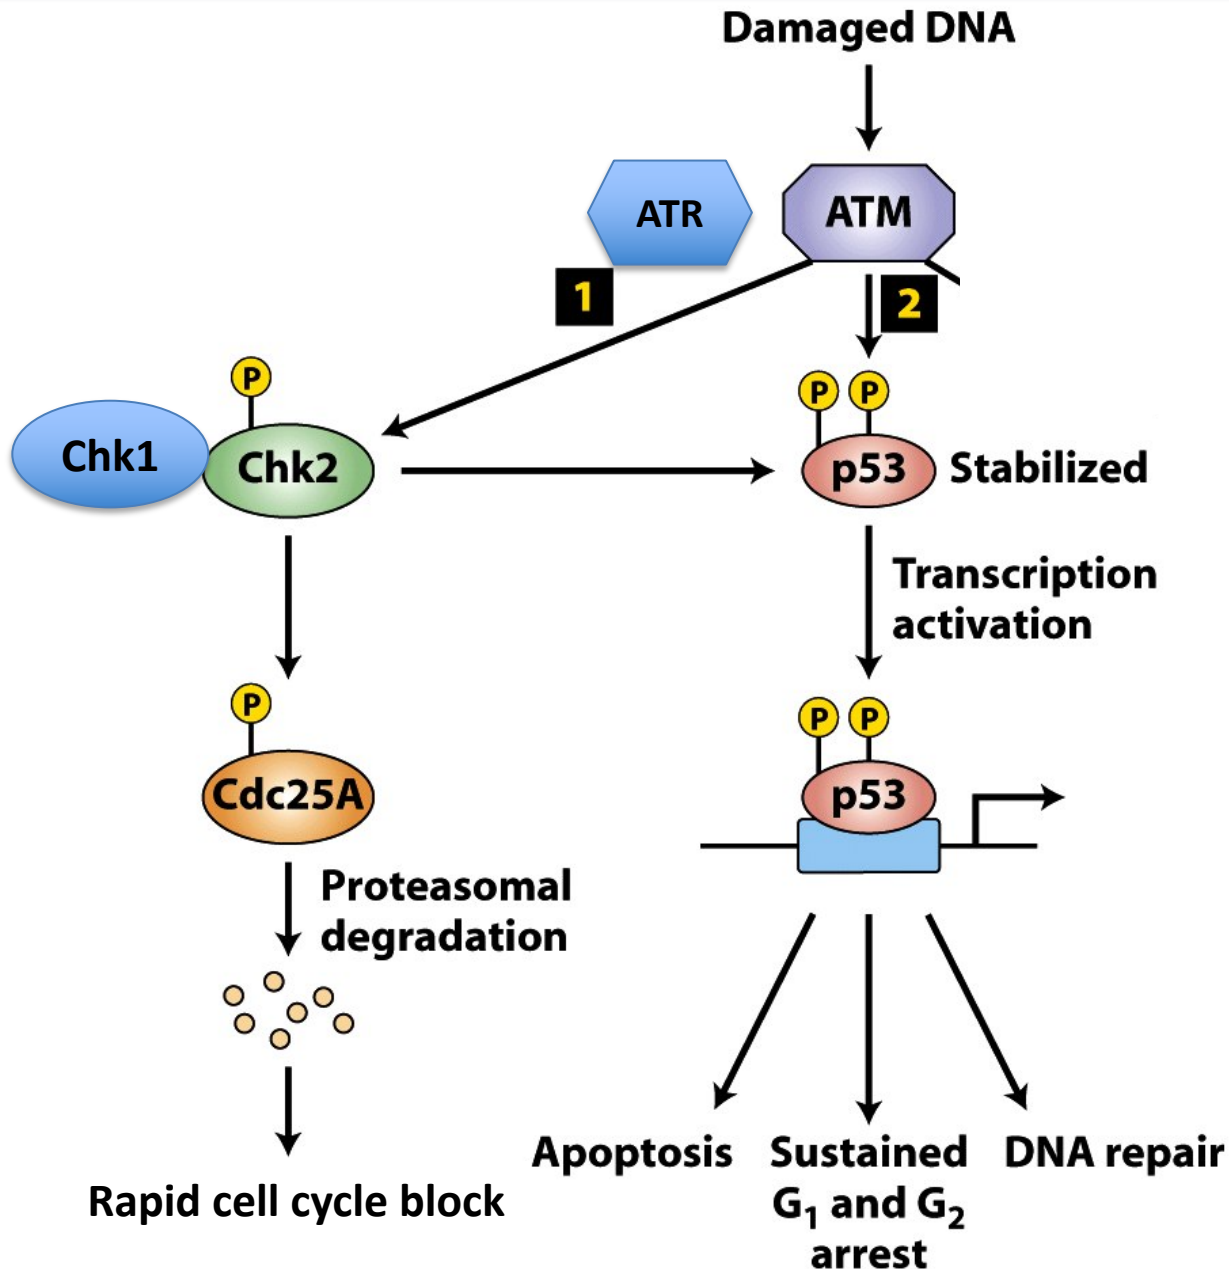 Damaged DNA
ATR
ATM
1
2
P
P P
Chk1
Chk2
p53
Stabilized
Transcription
activation
P
P P
Cdc25A
p53
Proteasomal
degradation
Apoptosis
Sustained
G1 and G2
arrest
DNA repair
Rapid cell cycle block